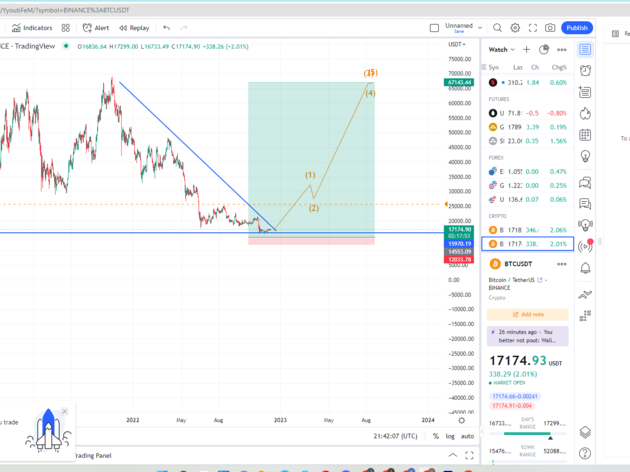 /YyoubFeM/?symbol=BINANCE%3ABTCUSDT
Indicators
Alert
Replay
Unnamed
Save
Publish
NCE - TradingView
O16836.64 H17299.00 L16733.49 C17174.90 +338.26 (+2.01%)
USDT
75000.00
70000.00
67143.44
60000.00
55000.00
50000.00
45000.00
40000.00
35000.00
30000.00
25000.00
20000.00
17174.90
02:17:53
15970.19
14553.09
12033.78
5000.00
0.00
-5000.00
-10000.00
-15000.00
-20000.00
-25000.00
-30000.00
-35000.00
-40000.00
-45000.00
(1)
(2)
(4)
2022
May
Aug
2023
May
Aug
2024
21:42:07 (UTC)
%
log
auto
u trade
rading Panel
Watch
Syn Las Ch Chg%
310.2 1.84 0.60%
FUTURES
U 71.8 -0.5 -0.80%
G 1789 3.39 0.19%
SI 23.0 0.35 1.56%
FOREX
E 1.05 0.00 0.47%
G 1.22 0.00 0.25%
U 136. 0.07 0.06%
CRYPTO
B 1718 346. 2.06%
B 1717 338. 2.01%
BTCUSDT
Bitcoin / TetherUS
BINANCE
Crypto
Add note
26 minutes ago - You
better not pout: Wall...
17174.93 USDT
338.29 (2.01%)
MARKET OPEN
17174.66×0.00241
17174.91×0.004
16733... DAY'S RANGE 17299...
15476... 52WK RANGE 52088...
Re
To